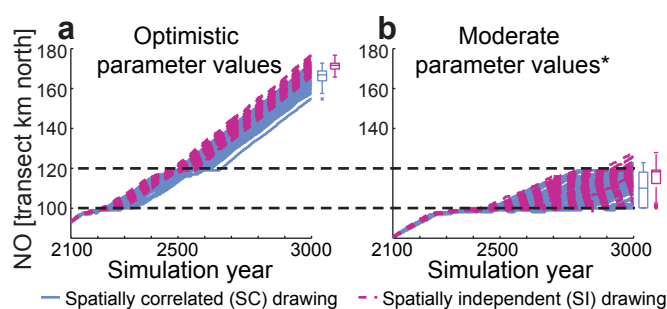 a Optimistic parameter values
b Moderate parameter values*
NO [transect km north]
180
160
140
120
100
2100 2500 3000
Simulation year
180
160
140
120
100
2100 2500 3000
Simulation year
Spatially correlated (SC) drawing Spatially independent (SI) drawing